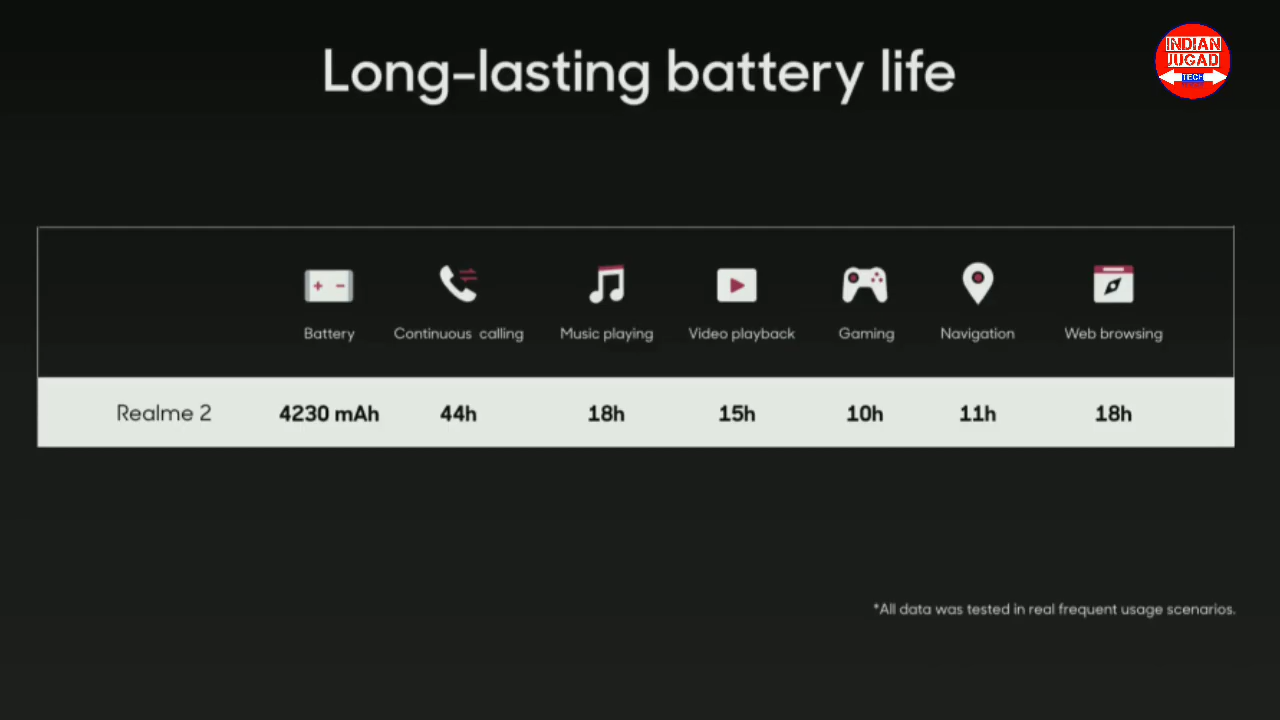 Long-lasting battery life
INDIAN
JUGAD
TECH
Battery Continuous calling Music playing Video playback Gaming Navigation Web browsing
Realme 2 4230 mAh 44h 18h 15h 10h 11h 18h
*All data was tested in real frequent usage scenarios.